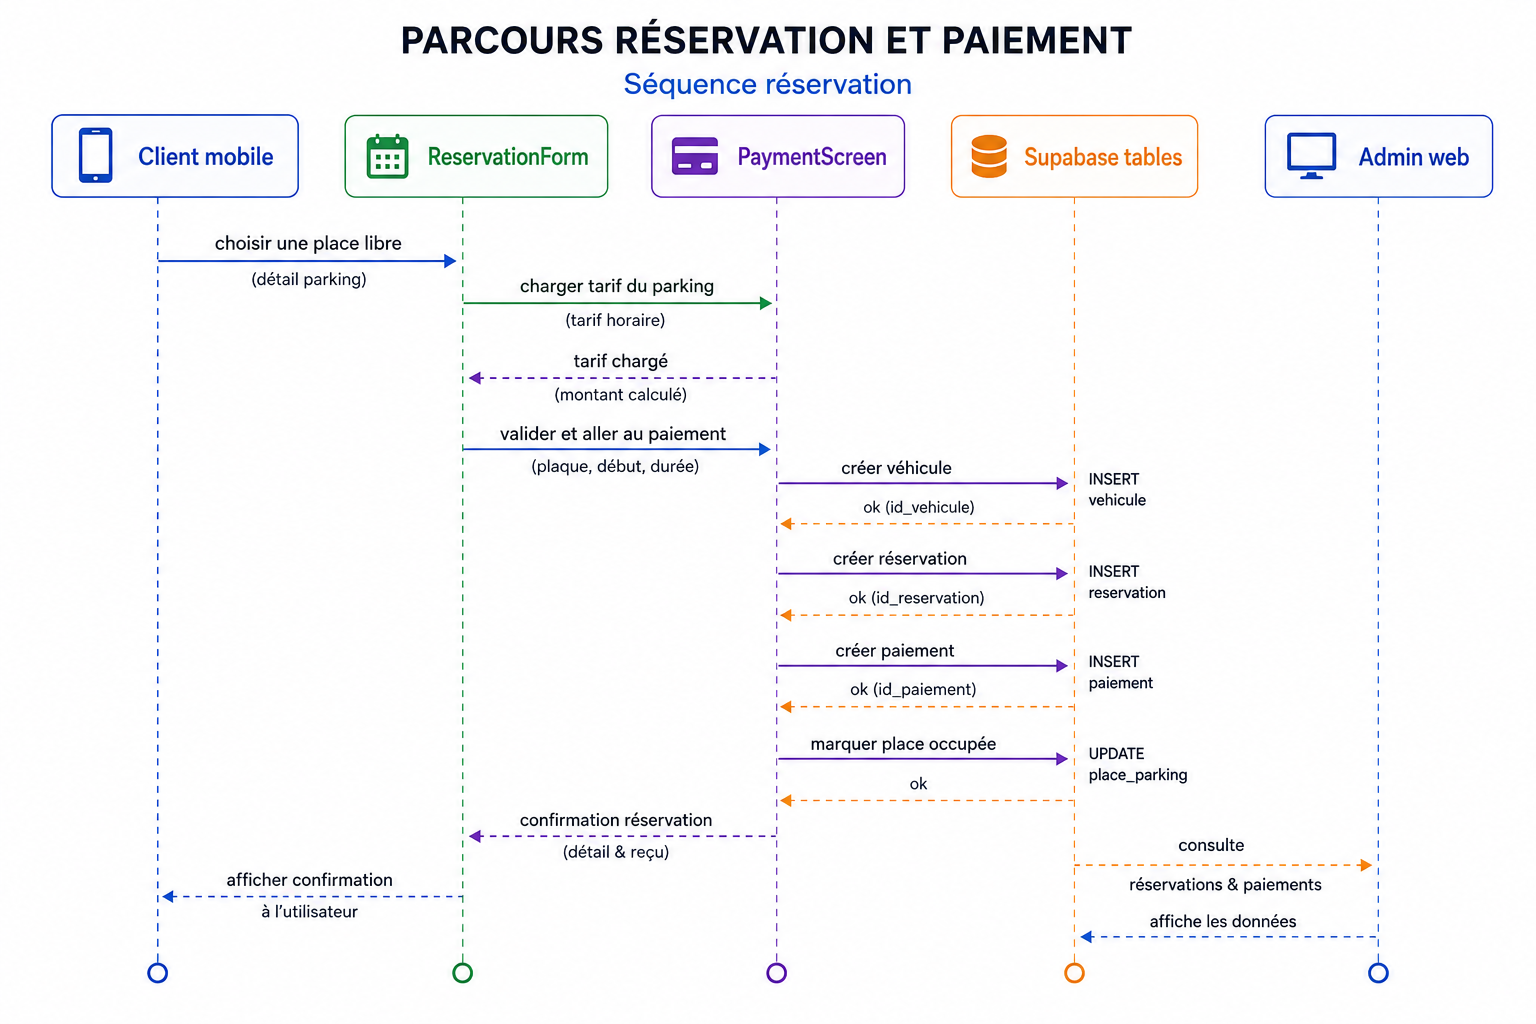 PARCOURS RÉSERVATION ET PAIEMENT
Séquence réservation
Client mobile
ReservationForm
PaymentScreen
Supabase tables
Admin web
choisir une place libre
(détail parking)
charger tarif du parking
(tarif horaire)
tarif chargé
(montant calculé)
valider et aller au paiement
(plaque, début, durée)
créer véhicule
INSERT
vehicule
ok (id_vehicule)
créer réservation
INSERT
reservation
ok (id_reservation)
créer paiement
INSERT
paiement
ok (id_paiement)
marquer place occupée
UPDATE
place_parking
ok
confirmation réservation
(détail & reçu)
consulte
réservations & paiements
afficher confirmation
à l'utilisateur
affiche les données